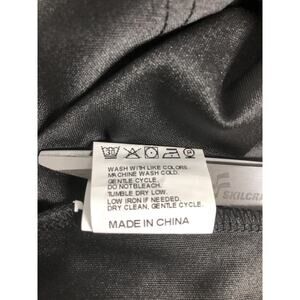 WASH WITH LIKE COLORS
MACHINE WASH COLD.
GENTLE CYCLE.
DO NOT BLEACH.
TUMBLE DRY LOW.
LOW IRON IF NEEDED.
DRY CLEAN, GENTLE CYCLE.
MADE IN CHINA
SKILCRA